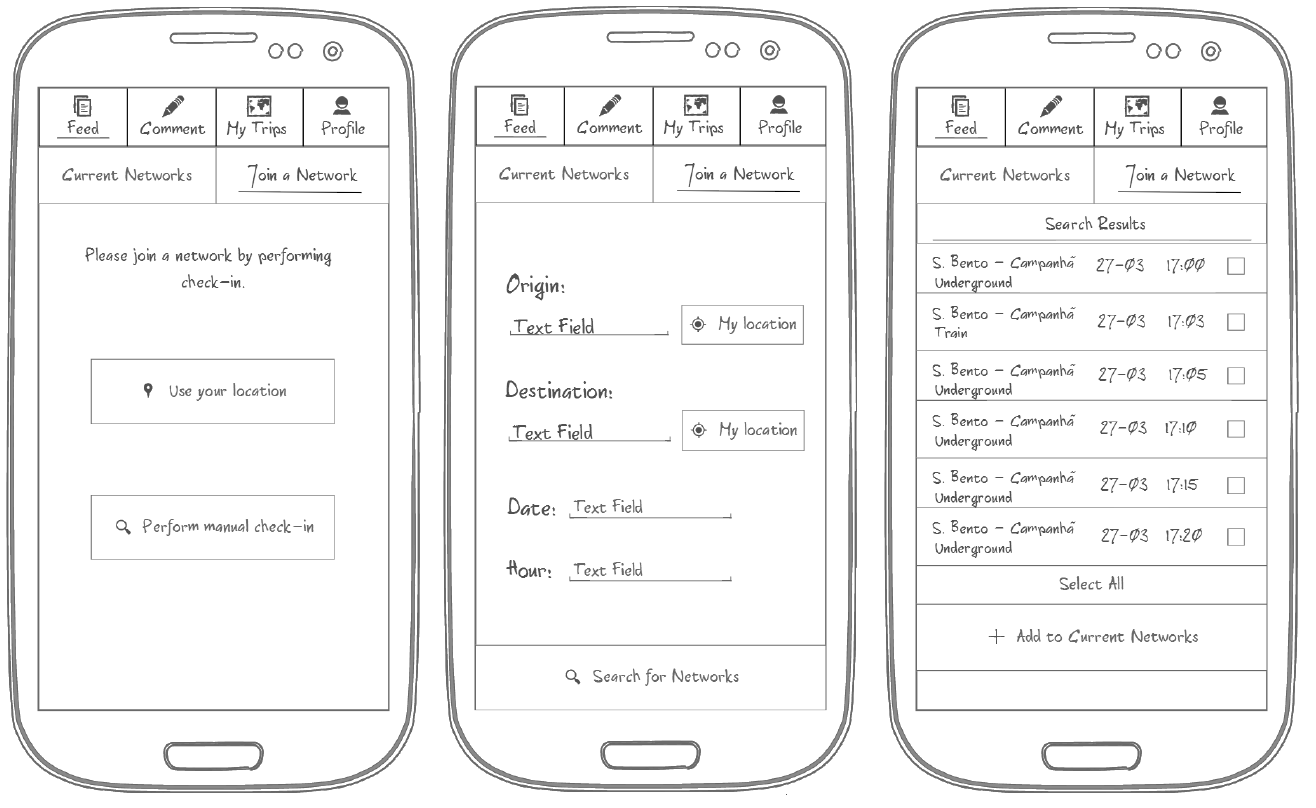 Feed Comment My Trips Profile
Current Networks Join a Network
Please join a network by performing
check-in.
Use your location
Perform manual check-in
Feed Comment My Trips Profile
Current Networks Join a Network
Origin:
Text Field My location
Destination:
Text Field My location
Date: Text Field
Hour: Text Field
Search for Networks
Feed Comment My Trips Profile
Current Networks Join a Network
Search Results
S. Bento - Campanhã 27-03 17:00
Underground
S. Bento - Campanhã 27-03 17:03
Train
S. Bento - Campanhã 27-03 17:05
Underground
S. Bento - Campanhã 27-03 17:10
Underground
S. Bento - Campanhã 27-03 17:15
Underground
S. Bento - Campanhã 27-03 17:20
Underground
Select All
+ Add to Current Networks